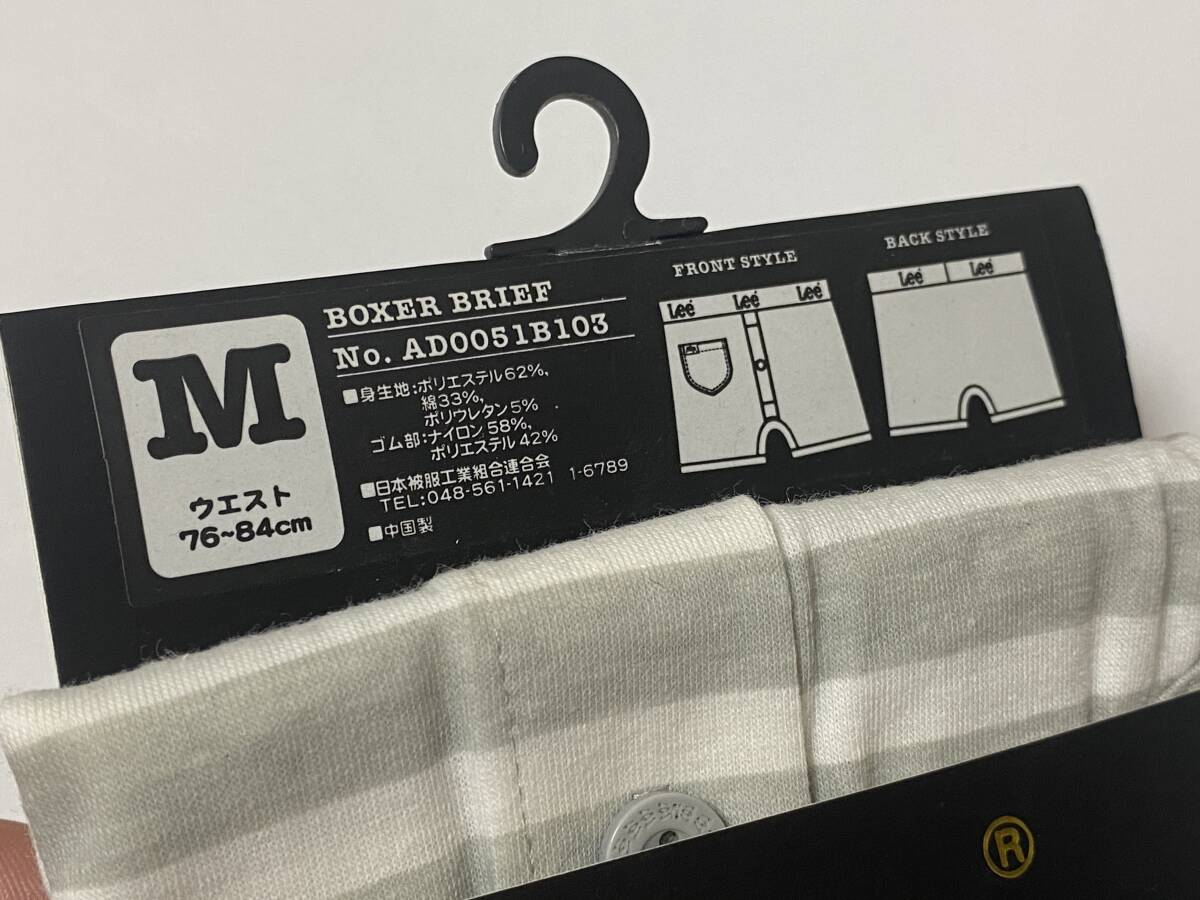 M
ウエスト
76~84cm
BOXER BRIEF
No. AD0051B103
■身生地:ポリエステル62%,
綿33%,
ポリウレタン5%
ゴム部:ナイロン58%,
ポリエステル42%
■日本被服工業組合連合会
TEL:048-561-1421 1-6789
■中国製
FRONT STYLE
Lee Lee Lee
BACK STYLE
Lee Lee
®